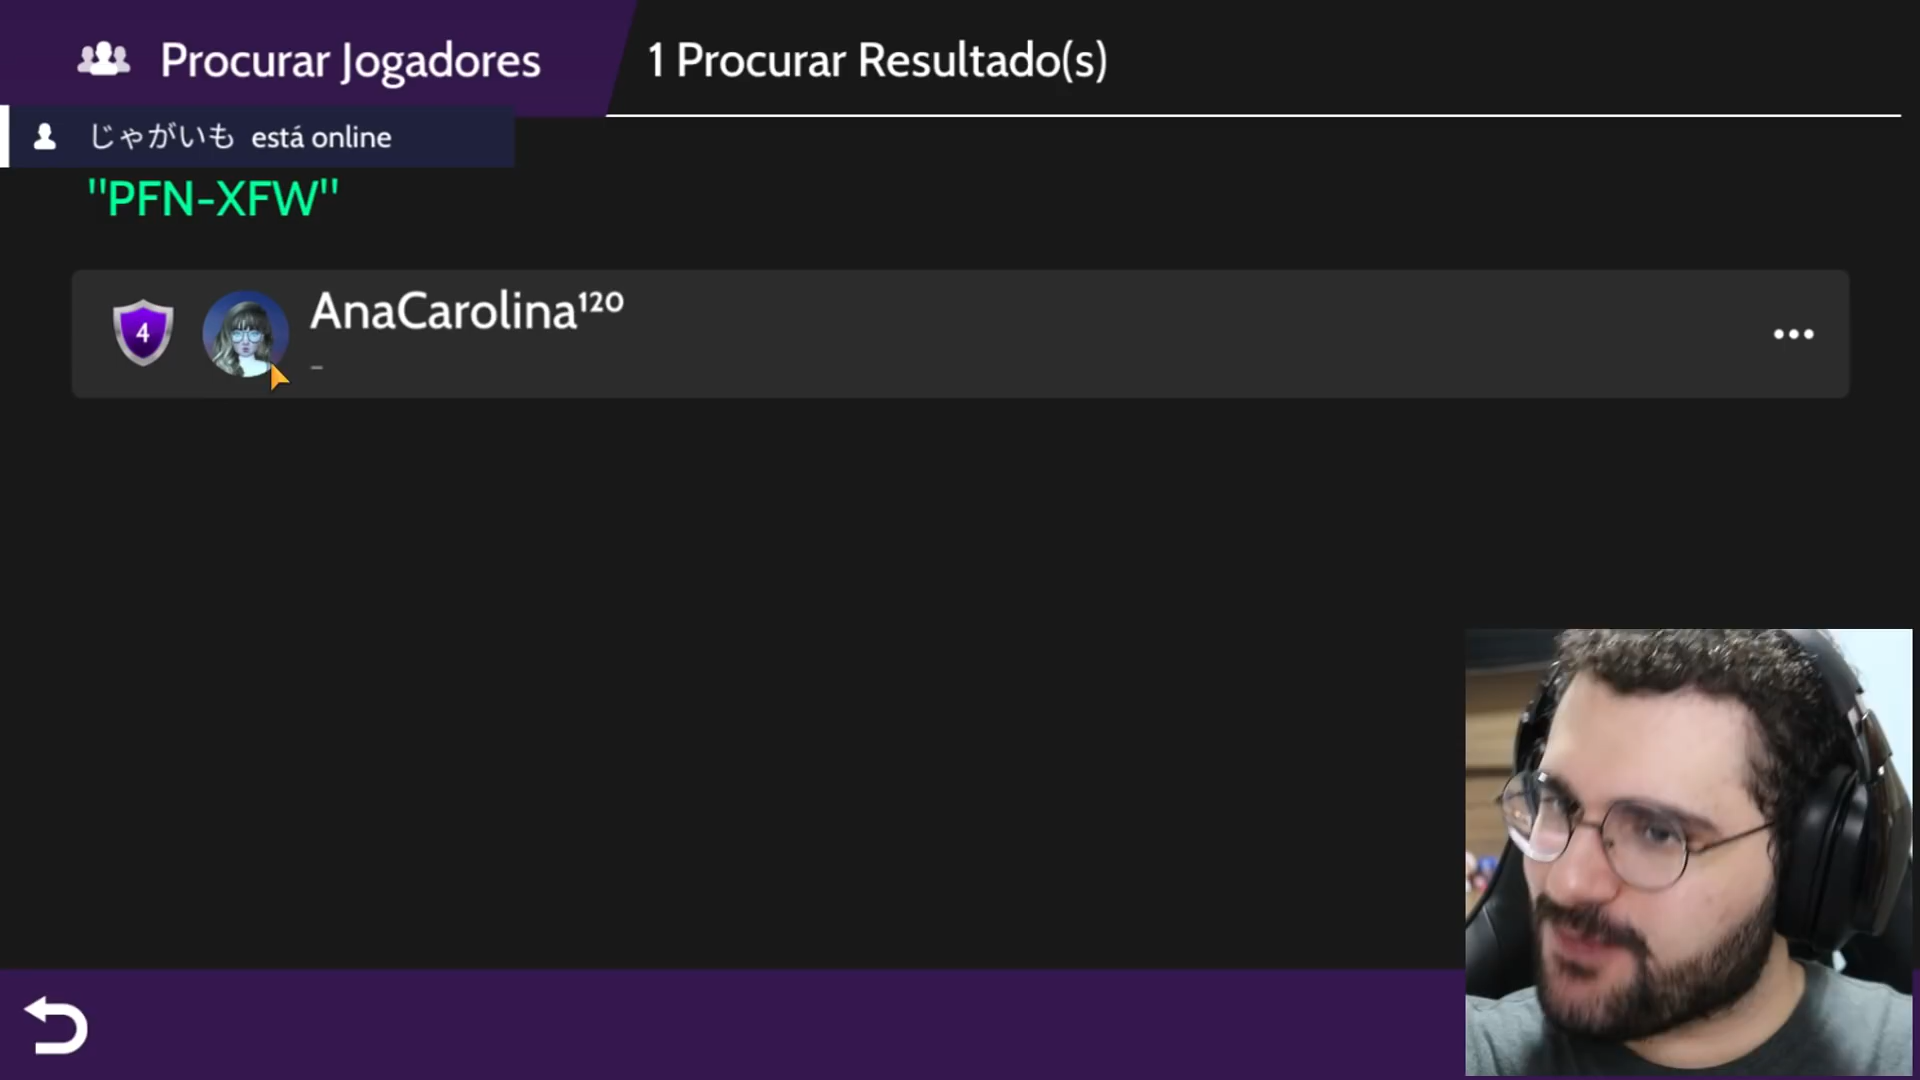 Procurar Jogadores
1 Procurar Resultado(s)
じゃがいも está online
"PFN-XFW"
4
AnaCarolina¹²⁰
-